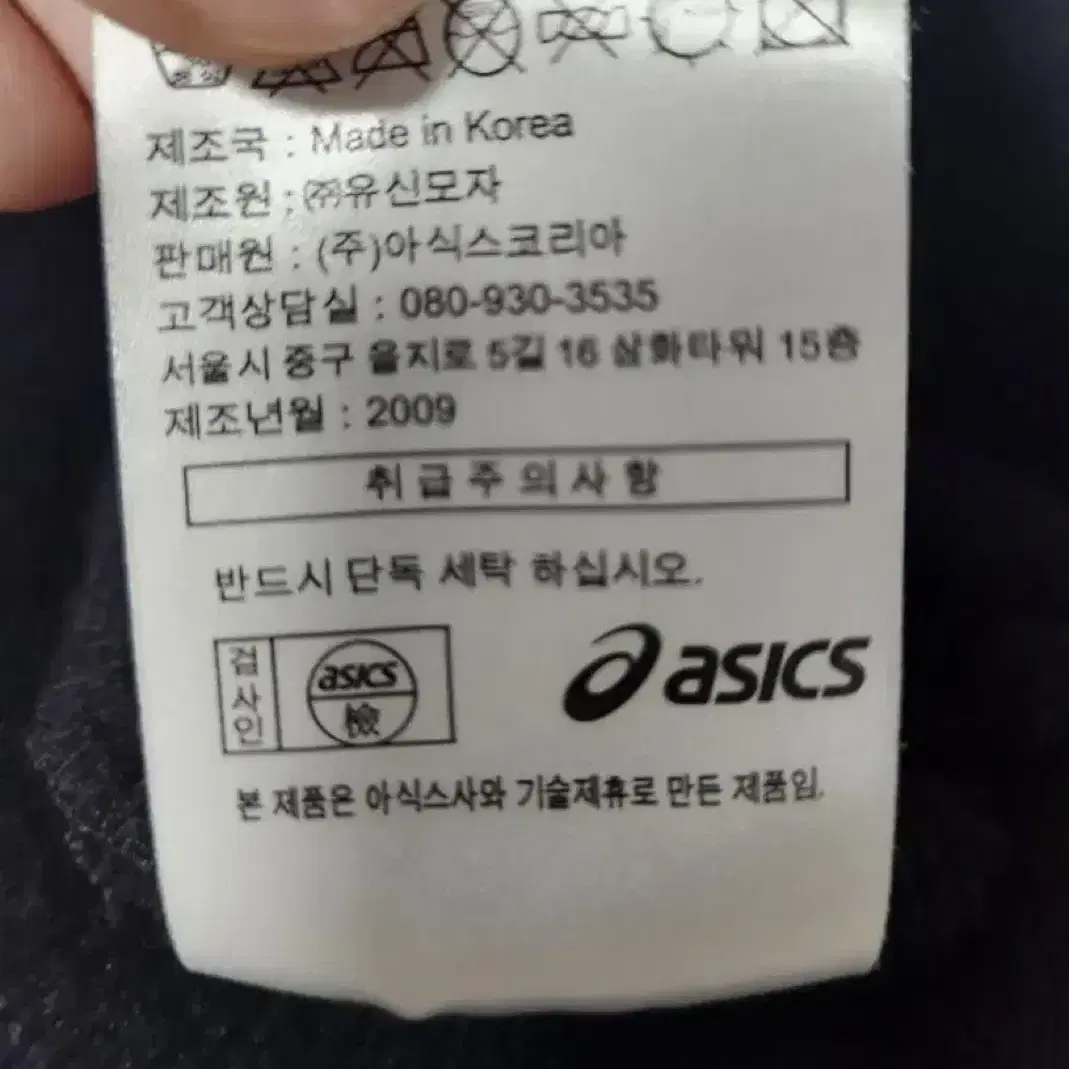 제조국 : Made in Korea
제조원 : ㈜유신모자
판매원 : (주)아식스코리아
고객상담실 : 080-930-3535
서울시 중구 을지로 5길 16 삼화타워 15층
제조년월 : 2009
취급주의사항
반드시 단독 세탁 하십시오.
검사인
asics
檢
asics
본 제품은 아식스사와 기술제휴로 만든 제품임.